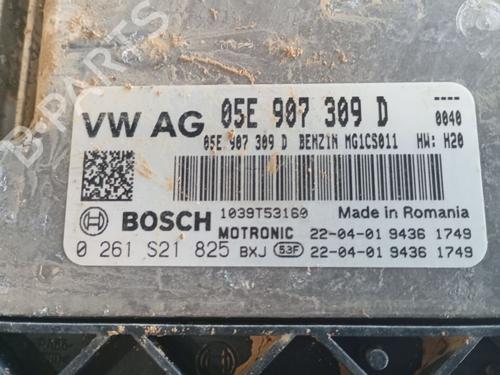 VW AG 05E 907 309 D 0040
05E 907 309 D BENZIN MG1CS011 HW: H20
BOSCH 1039T53160 Made in Romania
MOTRONIC 22-04-01 9436 1749
0 261 S21 825 BXJ 53F 22-04-01 9436 1749